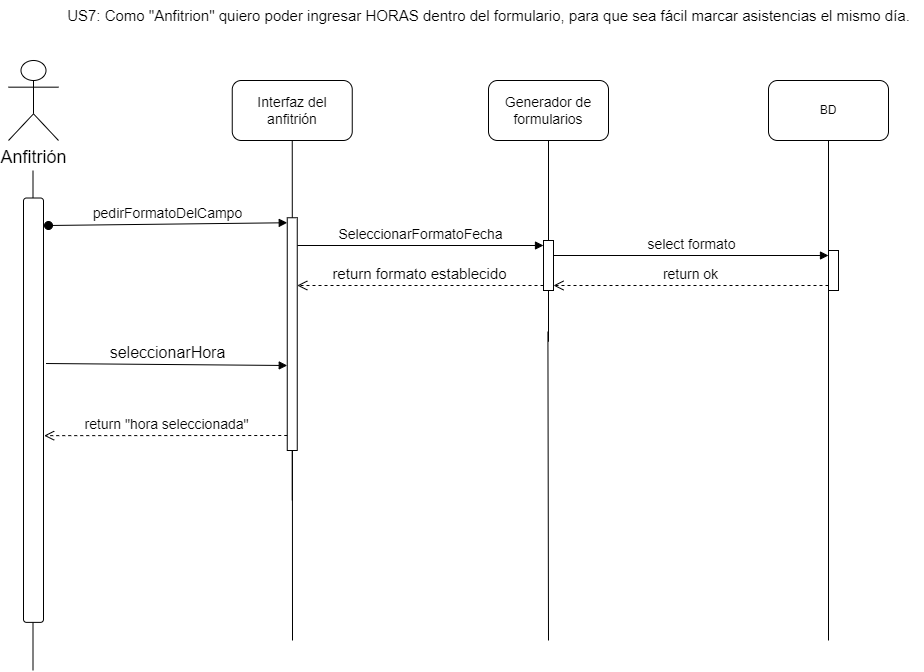 US7: Como "Anfitrion" quiero poder ingresar HORAS dentro del formulario, para que sea fácil marcar asistencias el mismo día.
Interfaz del
anfitrión
Generador de
formularios
BD
Anfitrión
pedirFormatoDelCampo
SeleccionarFormatoFecha
select formato
return formato establecido
return ok
seleccionarHora
return "hora seleccionada"